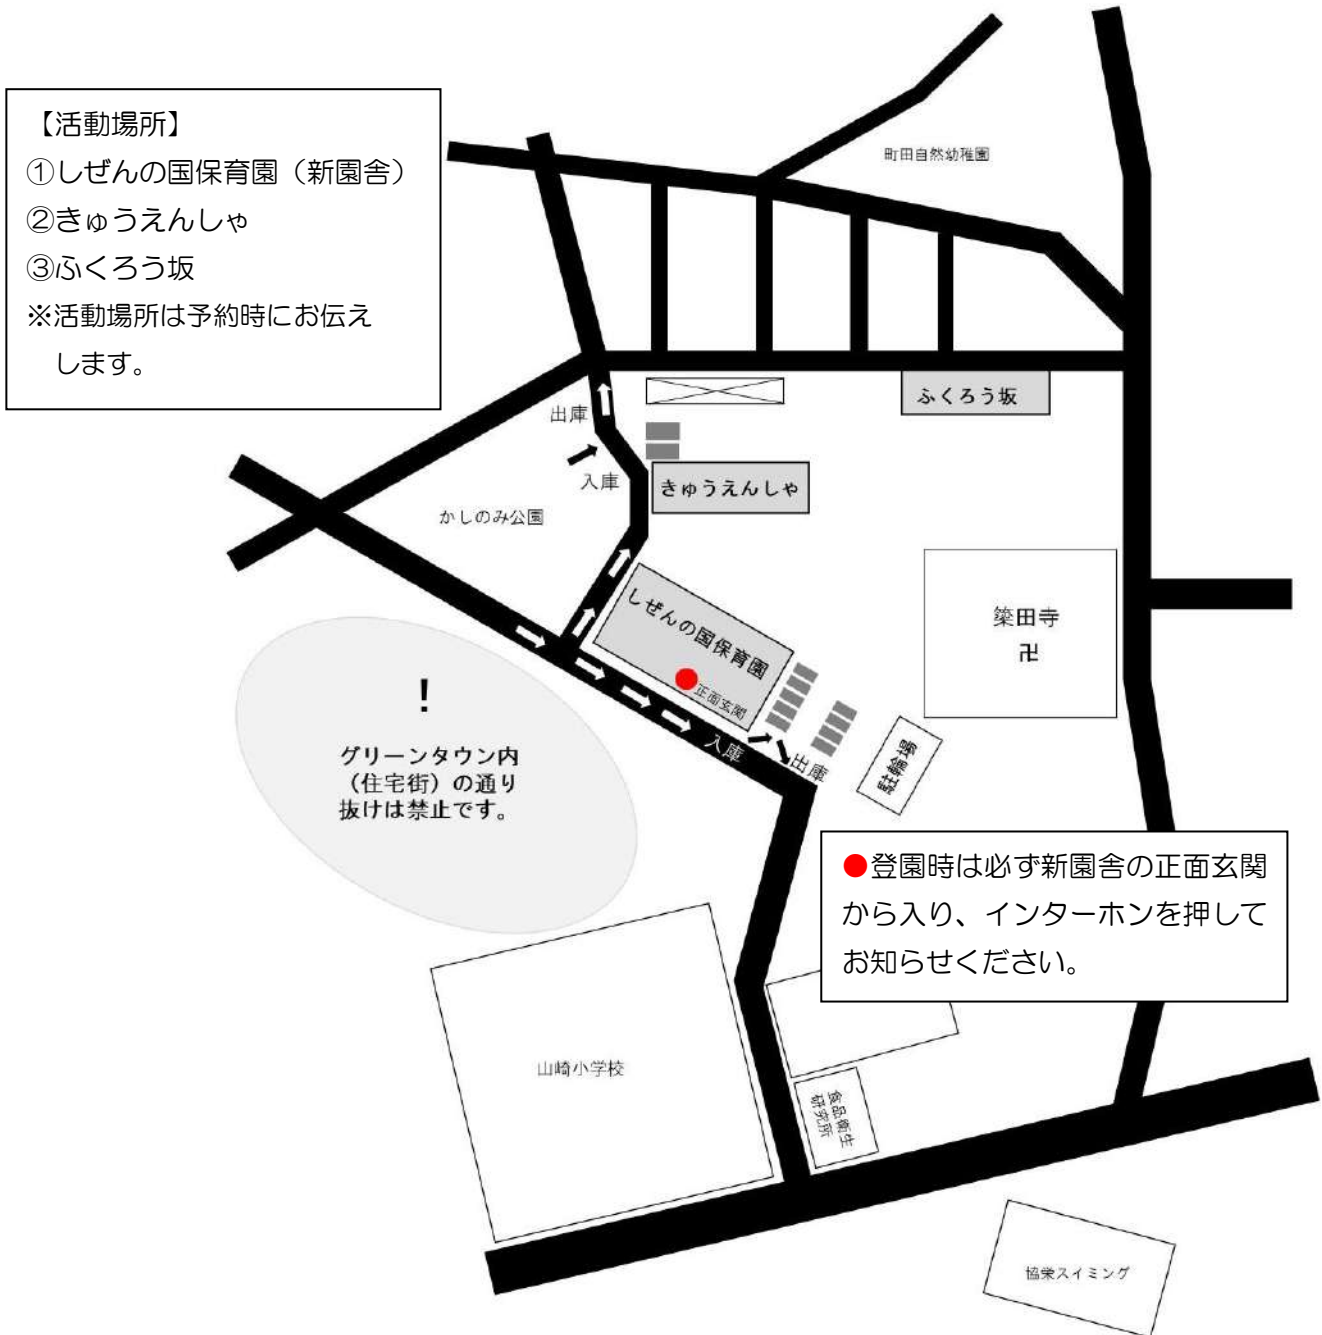 【活動場所】
①しぜんの国保育園（新園舎）
②きゅうえんしゃ
③ふくろう坂
※活動場所は予約時にお伝え
します。
町田自然幼稚園
ふくろう坂
出庫
入庫
きゅうえんしゃ
かしのみ公園
しぜんの国保育園
正面玄関
簗田寺
卍
入庫
出庫
駐輪場
！
グリーンタウン内
（住宅街）の通り
抜けは禁止です。
●登園時は必ず新園舎の正面玄関
から入り、インターホンを押して
お知らせください。
山崎小学校
食品衛生
研究所
協栄スイミング